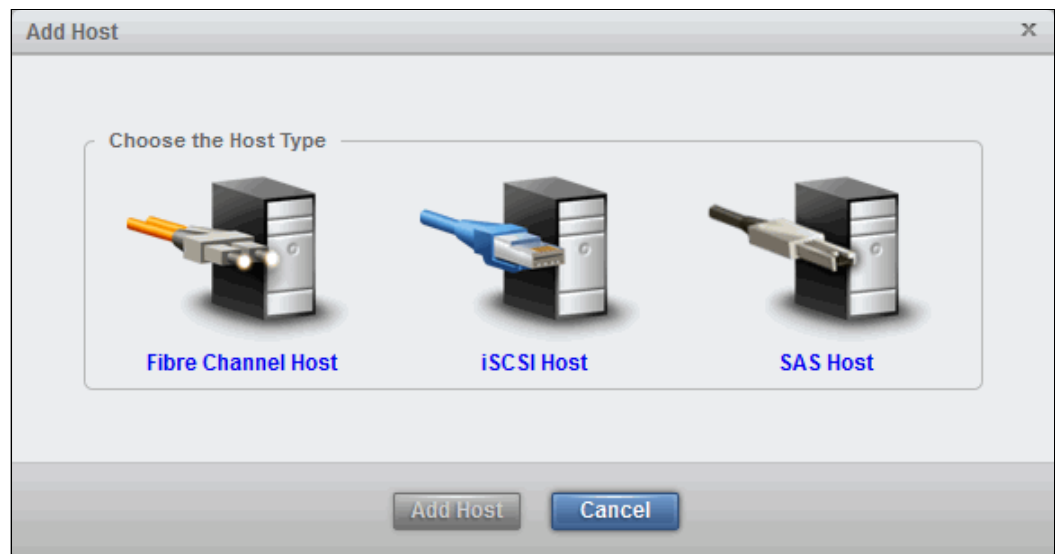 Add Host
x
Choose the Host Type
Fibre Channel Host
iSCSI Host
SAS Host
Add Host
Cancel